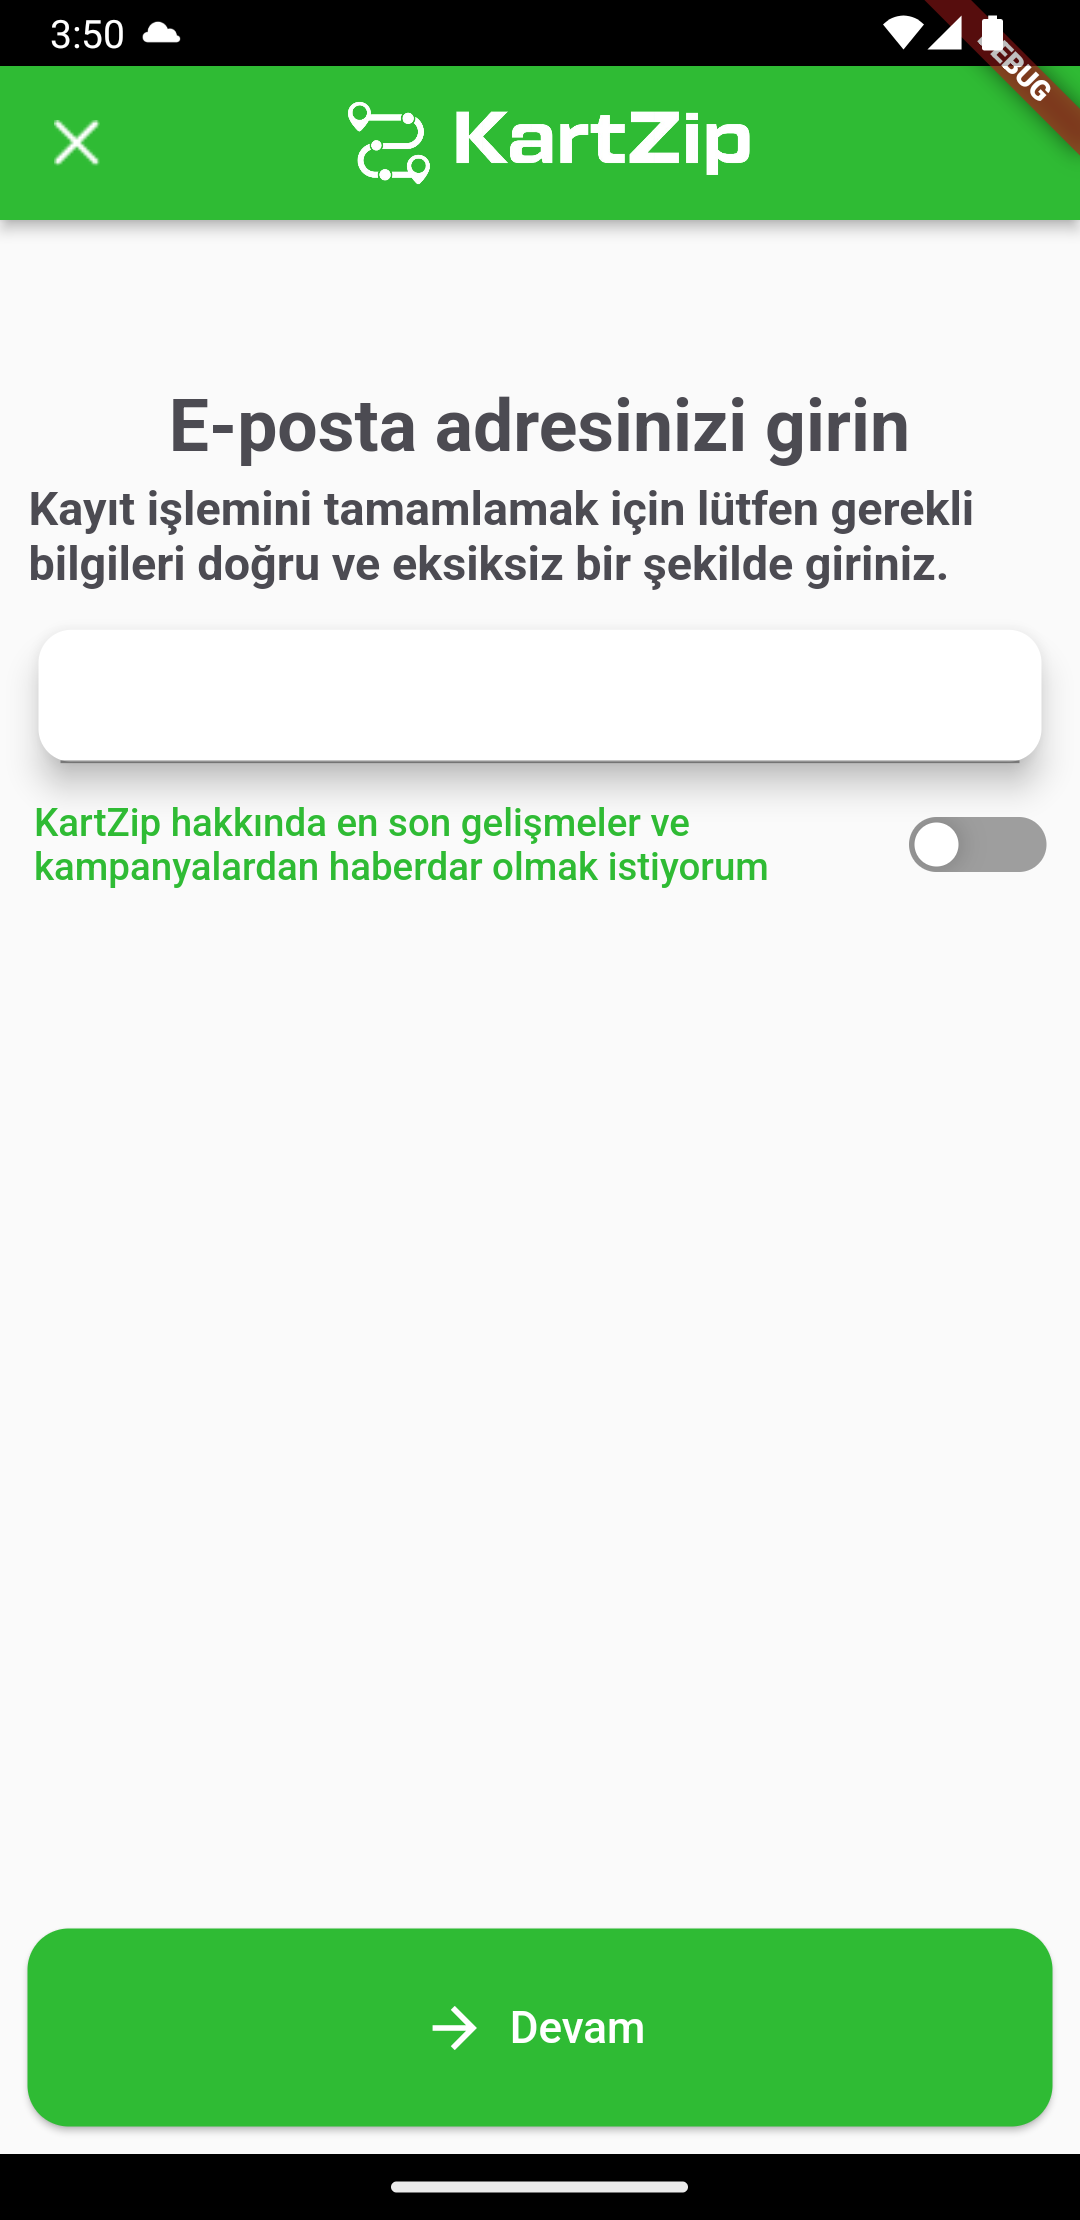 3:50
DEBUG
KartZip
E-posta adresinizi girin
Kayıt işlemini tamamlamak için lütfen gerekli
bilgileri doğru ve eksiksiz bir şekilde giriniz.
KartZip hakkında en son gelişmeler ve
kampanyalardan haberdar olmak istiyorum
Devam